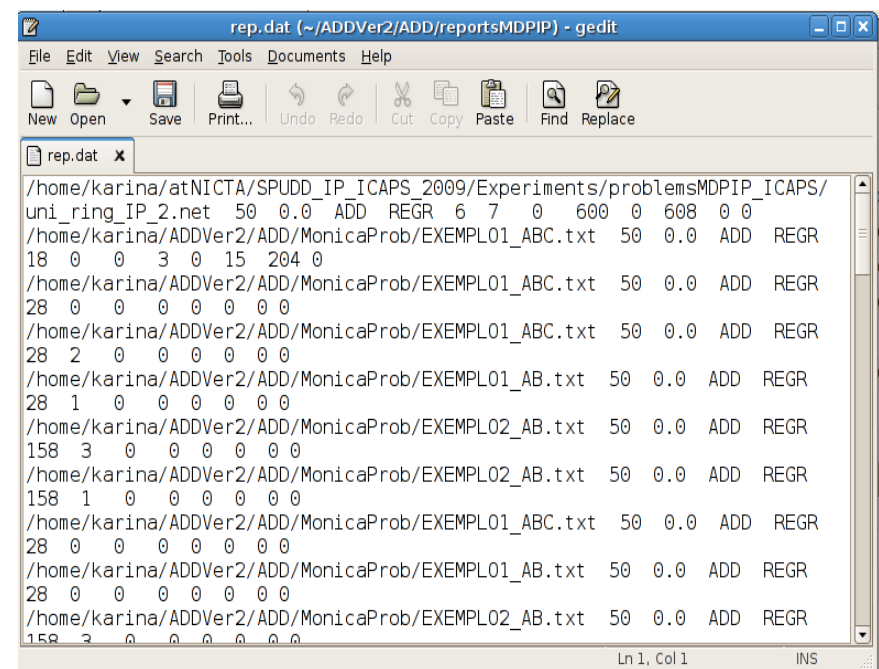 rep.dat (~/ADDVer2/ADD/reportsMDPIP) - gedit
File Edit View Search Tools Documents Help
New Open Save Print... Undo Redo Cut Copy Paste Find Replace
rep.dat
/home/karina/atNICTA/SPUDD_IP_ICAPS_2009/Experiments/problemsMDPIP_ICAPS/
uni_ring_IP_2.net 50 0.0 ADD REGR 6 7 0 600 0 608 0 0
/home/karina/ADDVer2/ADD/MonicaProb/EXEMPLO1_ABC.txt 50 0.0 ADD REGR
18 0 0 3 0 15 204 0
/home/karina/ADDVer2/ADD/MonicaProb/EXEMPLO1_ABC.txt 50 0.0 ADD REGR
28 0 0 0 0 0 0 0
/home/karina/ADDVer2/ADD/MonicaProb/EXEMPLO1_ABC.txt 50 0.0 ADD REGR
28 2 0 0 0 0 0 0
/home/karina/ADDVer2/ADD/MonicaProb/EXEMPLO1_AB.txt 50 0.0 ADD REGR
28 1 0 0 0 0 0 0
/home/karina/ADDVer2/ADD/MonicaProb/EXEMPLO2_AB.txt 50 0.0 ADD REGR
158 3 0 0 0 0 0 0
/home/karina/ADDVer2/ADD/MonicaProb/EXEMPLO2_AB.txt 50 0.0 ADD REGR
158 1 0 0 0 0 0 0
/home/karina/ADDVer2/ADD/MonicaProb/EXEMPLO1_ABC.txt 50 0.0 ADD REGR
28 0 0 0 0 0 0 0
/home/karina/ADDVer2/ADD/MonicaProb/EXEMPLO1_AB.txt 50 0.0 ADD REGR
28 0 0 0 0 0 0 0
/home/karina/ADDVer2/ADD/MonicaProb/EXEMPLO2_AB.txt 50 0.0 ADD REGR
158 3 0 0 0 0 0 0
Ln 1, Col 1 INS